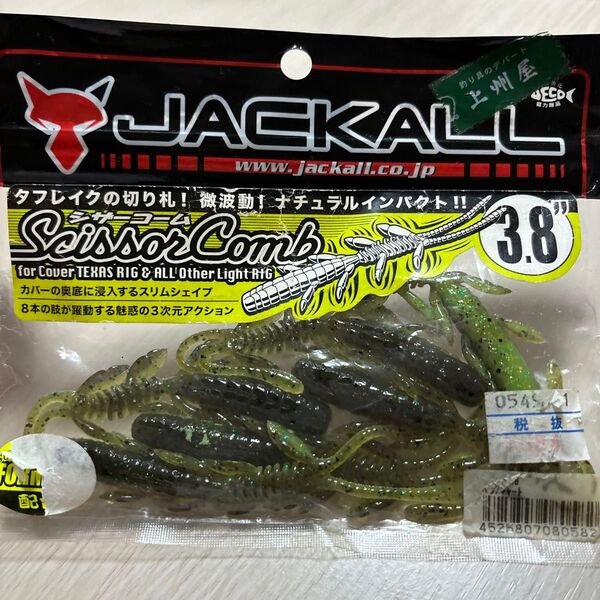 釣り具のデパート
上州屋
ECO
JACKALL
www.jackall.co.jp
タフレイクの切り札! 微波動! ナチュラルインパクト!!
シザーコーム
Scissor Comb
3.8"
for Cover TEXAS RIG & ALL Other Light RIG
カバーの奥底に浸入するスリムシェイプ
8本の肢が躍動する魅惑の3次元アクション
税抜
配